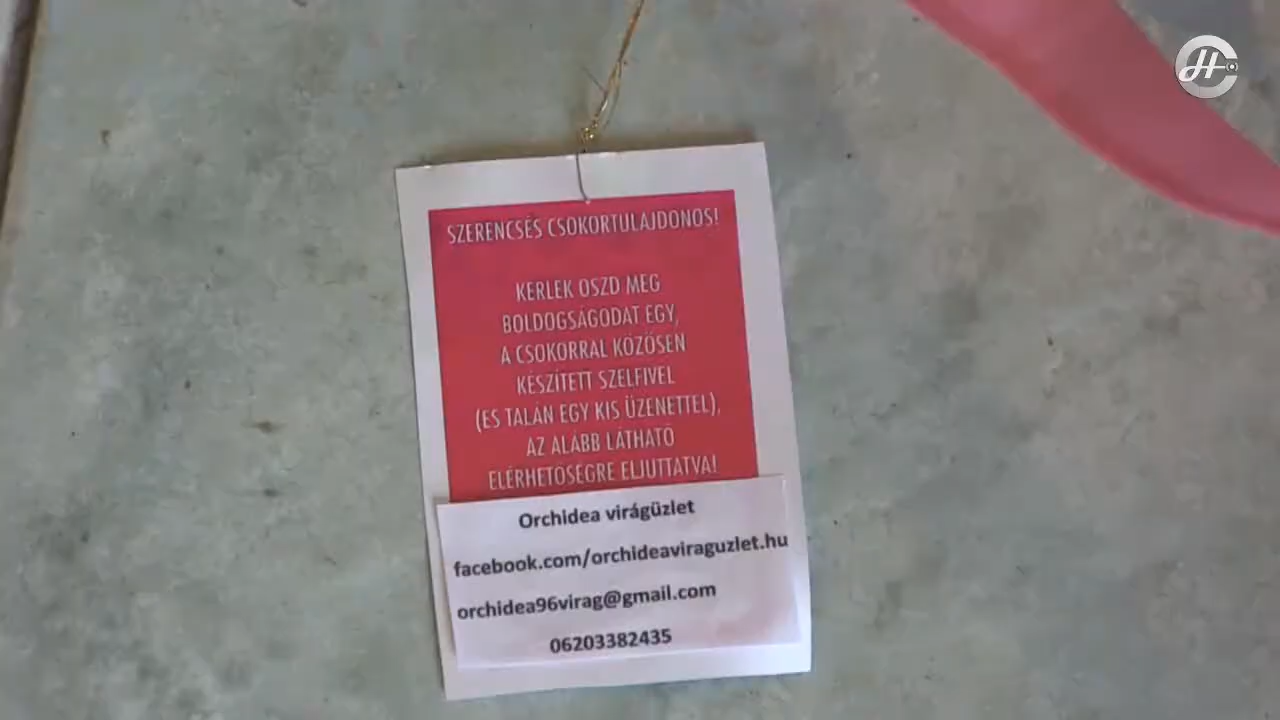 SZERENCSÉS CSOKORTULAJDONOS!
KÉRLEK OSZD MEG
BOLDOGSÁGODAT EGY,
A CSOKORRAL KÖZÖSEN
KÉSZÍTETT SZELFIVEL
(ÉS TALÁN EGY KIS ÜZENETTEL),
AZ ALÁBB LÁTHATÓ
ELÉRHETŐSÉGRE ELJUTTATVA!
Orchidea virágüzlet
facebook.com/orchideaviraguzlet.hu
orchidea96virag@gmail.com
06203382435